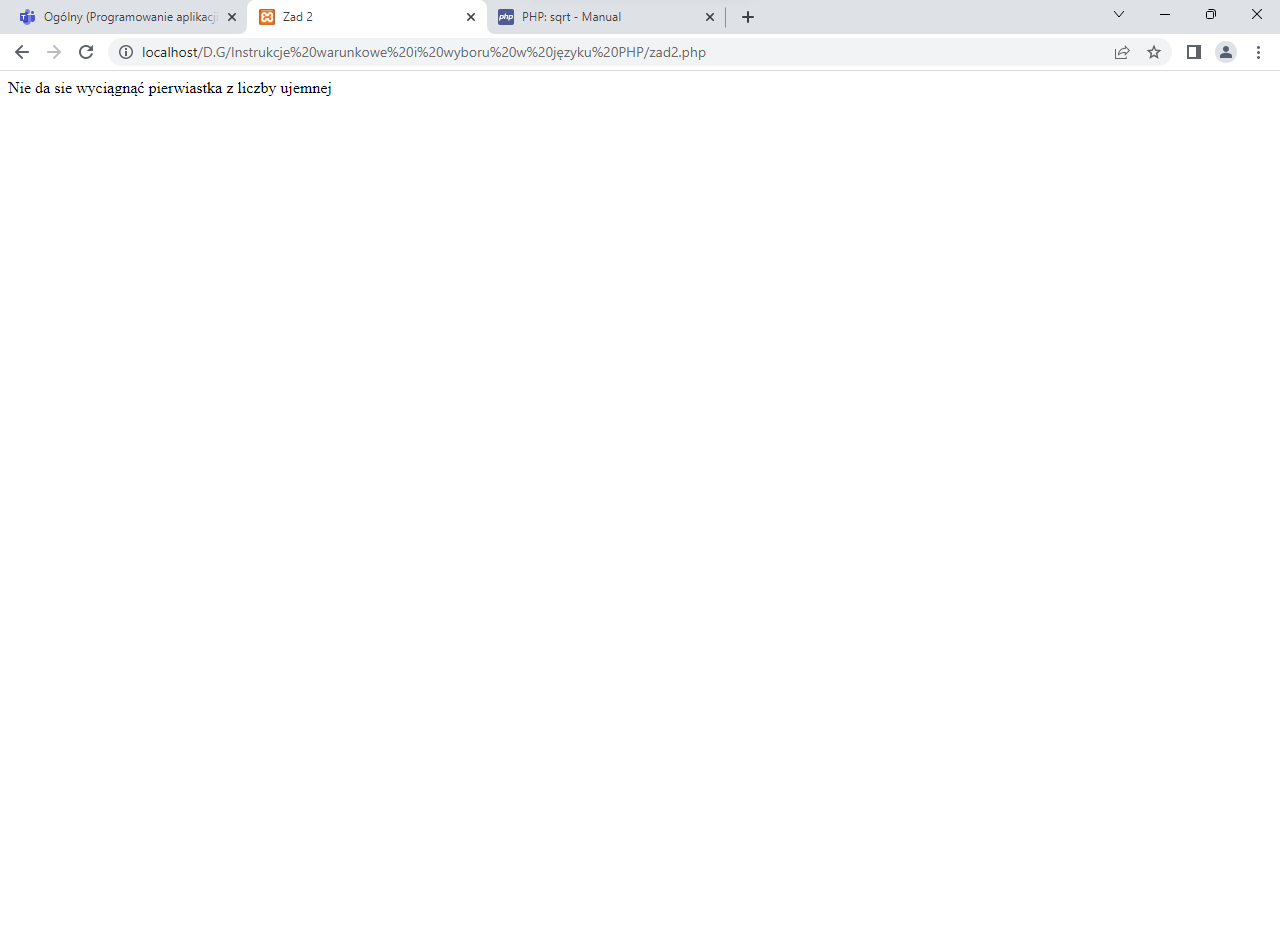 Ogólny (Programowanie aplikacji
Zad 2
php PHP: sqrt - Manual
localhost/D.G/Instrukcje%20warunkowe%20i%20wyboru%20w%20języku%20PHP/zad2.php
Nie da sie wyciągnąć pierwiastka z liczby ujemnej